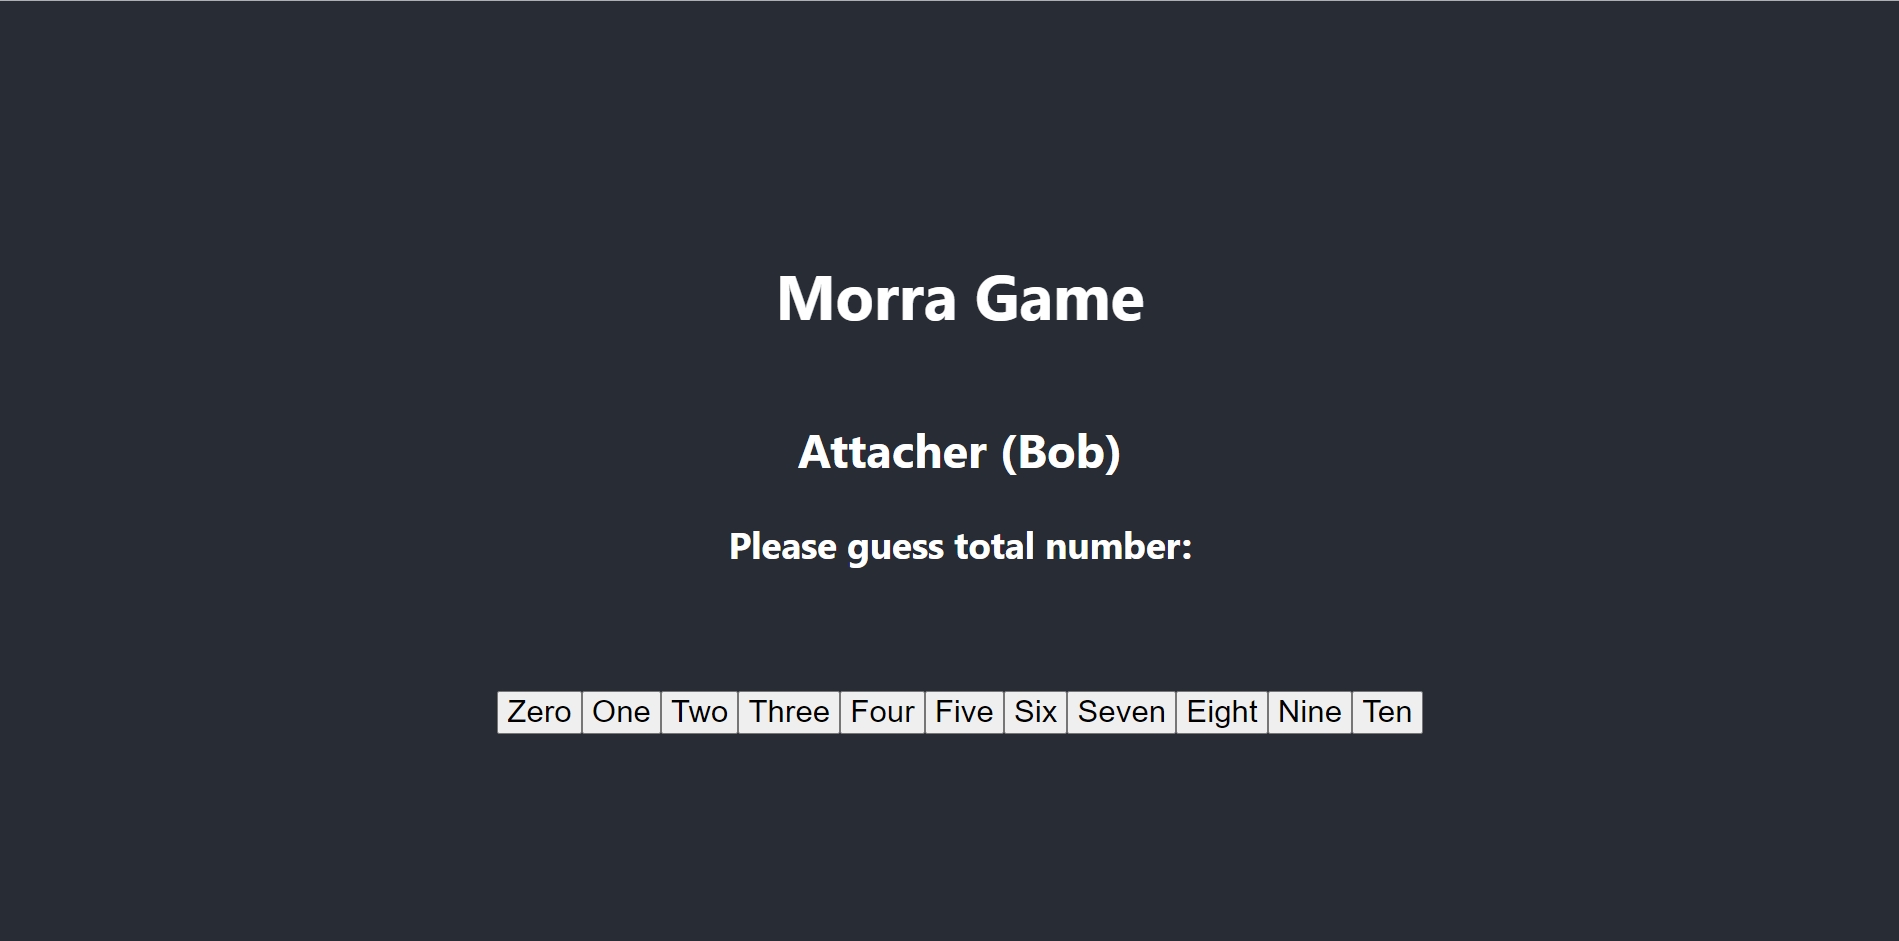 Morra Game
Attacher (Bob)
Please guess total number:
Zero One Two Three Four Five Six Seven Eight Nine Ten